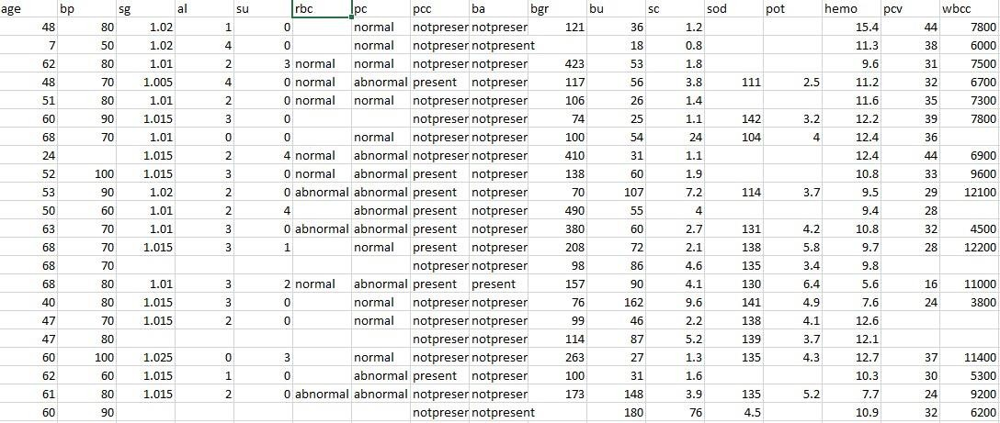 age bp sg al su rbc pc pcc ba bgr bu sc sod pot hemo pcv wbcc
48 80 1.02 1 0 normal notpreser notpreser 121 36 1.2 15.4 44 7800
7 50 1.02 4 0 normal notpreser notpresent 18 0.8 11.3 38 6000
62 80 1.01 2 3 normal normal notpreser notpreser 423 53 1.8 9.6 31 7500
48 70 1.005 4 0 normal abnormal present notpreser 117 56 3.8 111 2.5 11.2 32 6700
51 80 1.01 2 0 normal normal notpreser notpreser 106 26 1.4 11.6 35 7300
60 90 1.015 3 0 notpreser notpreser 74 25 1.1 142 3.2 12.2 39 7800
68 70 1.01 0 0 normal notpreser notpreser 100 54 24 104 4 12.4 36
24 1.015 2 4 normal abnormal notpreser notpreser 410 31 1.1 12.4 44 6900
52 100 1.015 3 0 normal abnormal present notpreser 138 60 1.9 10.8 33 9600
53 90 1.02 2 0 abnormal abnormal present notpreser 70 107 7.2 114 3.7 9.5 29 12100
50 60 1.01 2 4 abnormal present notpreser 490 55 4 9.4 28
63 70 1.01 3 0 abnormal abnormal present notpreser 380 60 2.7 131 4.2 10.8 32 4500
68 70 1.015 3 1 normal present notpreser 208 72 2.1 138 5.8 9.7 28 12200
68 70 notpreser notpreser 98 86 4.6 135 3.4 9.8
68 80 1.01 3 2 normal abnormal present present 157 90 4.1 130 6.4 5.6 16 11000
40 80 1.015 3 0 normal notpreser notpreser 76 162 9.6 141 4.9 7.6 24 3800
47 70 1.015 2 0 normal notpreser notpreser 99 46 2.2 138 4.1 12.6
47 80 notpreser notpreser 114 87 5.2 139 3.7 12.1
60 100 1.025 0 3 normal notpreser notpreser 263 27 1.3 135 4.3 12.7 37 11400
62 60 1.015 1 0 abnormal present notpreser 100 31 1.6 10.3 30 5300
61 80 1.015 2 0 abnormal abnormal notpreser notpreser 173 148 3.9 135 5.2 7.7 24 9200
60 90 notpreser notpresent 180 76 4.5 10.9 32 6200